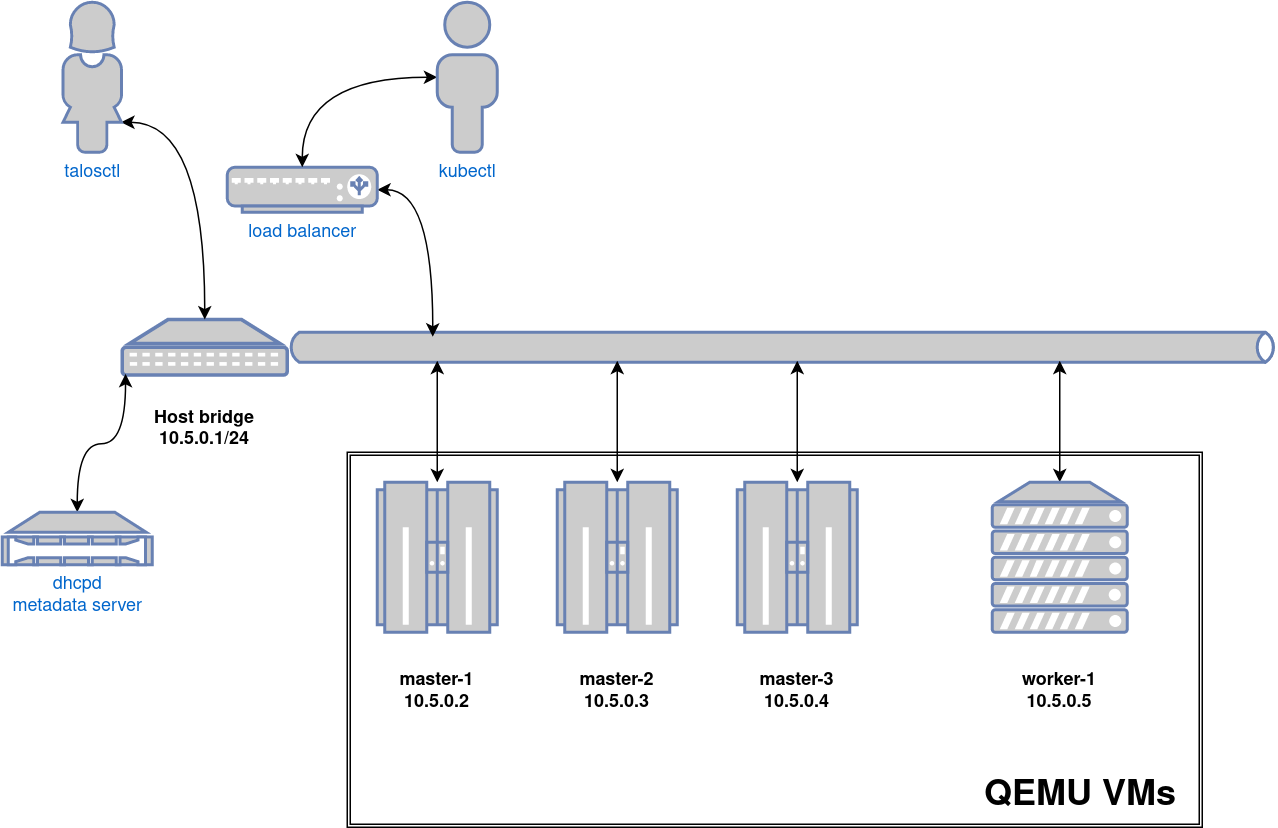 talosctl
kubectl
load balancer
Host bridge
10.5.0.1/24
dhcpd
metadata server
master-1
10.5.0.2
master-2
10.5.0.3
master-3
10.5.0.4
worker-1
10.5.0.5
QEMU VMs